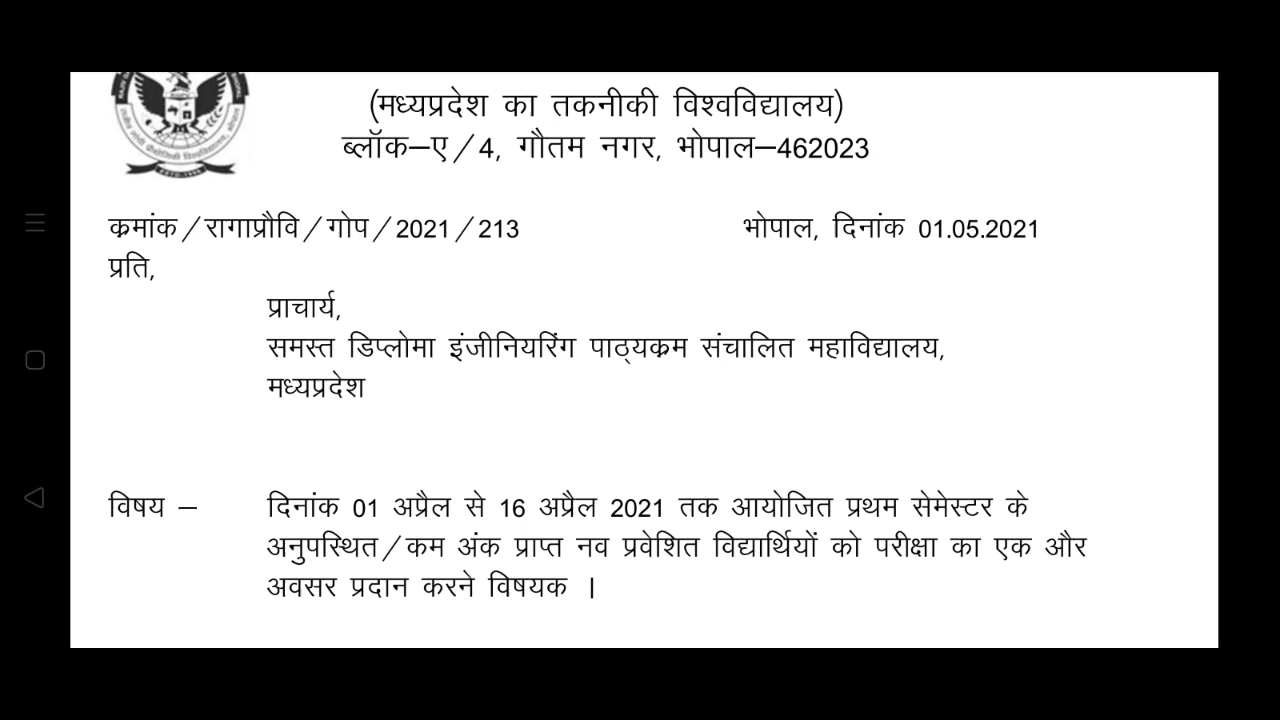 (मध्यप्रदेश का तकनीकी विश्वविद्यालय)
ब्लॉक–ए/4, गौतम नगर, भोपाल–462023
क्रमांक/रागाप्रौवि/गोप/2021/213 भोपाल, दिनांक 01.05.2021
प्रति,
प्राचार्य,
समस्त डिप्लोमा इंजीनियरिंग पाठ्यक्रम संचालित महाविद्यालय,
मध्यप्रदेश
विषय – दिनांक 01 अप्रैल से 16 अप्रैल 2021 तक आयोजित प्रथम सेमेस्टर के
अनुपस्थित/कम अंक प्राप्त नव प्रवेशित विद्यार्थियों को परीक्षा का एक और
अवसर प्रदान करने विषयक ।